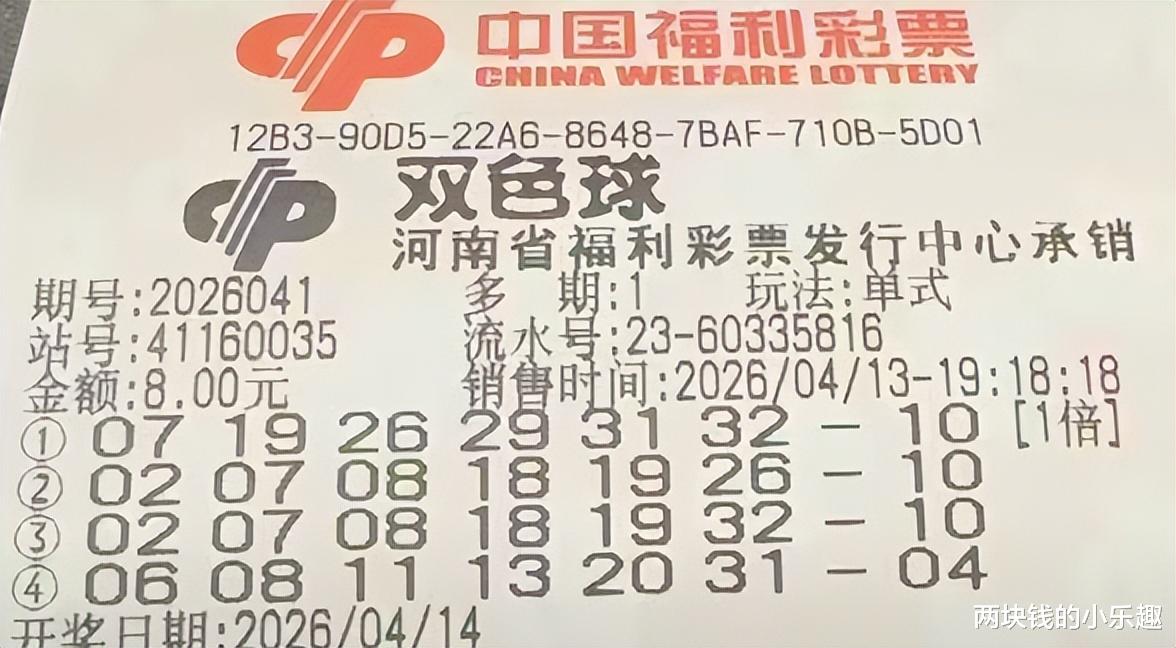 中国福利彩票
CHINA WELFARE LOTTERY
12B3-90D5-22A6-8648-7BAF-710B-5D01
双色球
河南省福利彩票发行中心承销
期号:2026041 多 期:1 玩法:单式
站号:41160035 流水号:23-60335816
金额:8.00元 销售时间:2026/04/13-19:18:18
① 07 19 26 29 31 32 - 10 [1倍]
② 02 07 08 18 19 26 - 10
③ 02 07 08 18 19 32 - 10
④ 06 08 11 13 20 31 - 04
开奖日期:2026/04/14
两块钱的小乐趣